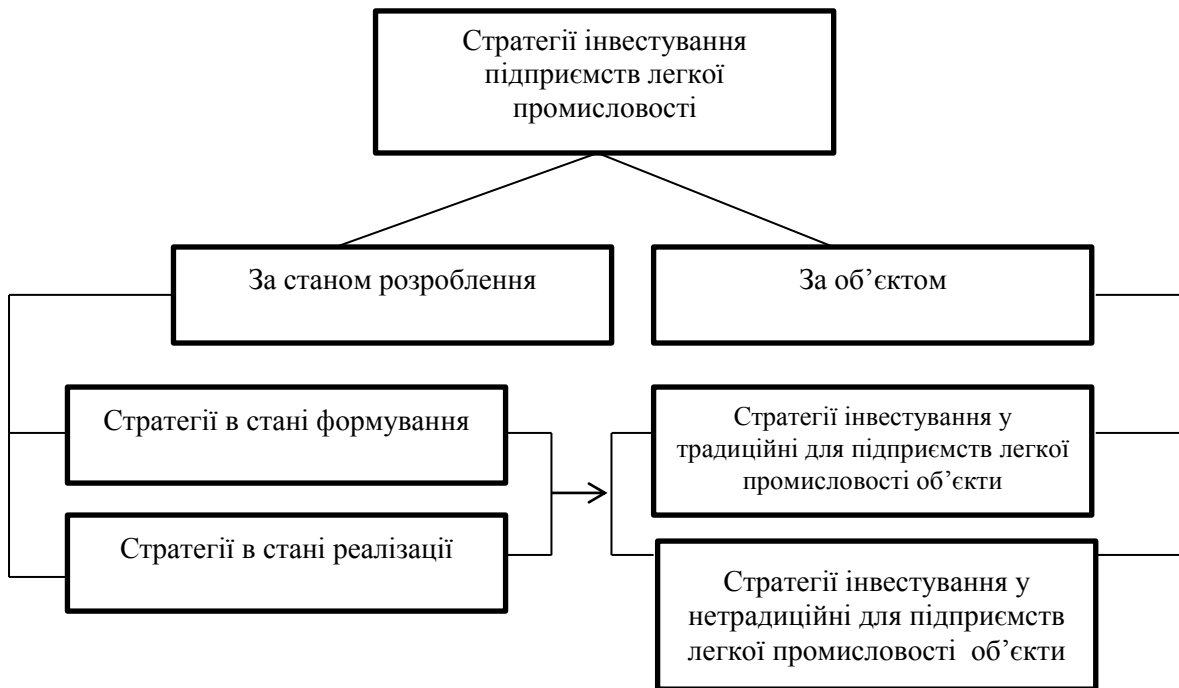 Стратегії інвестування
підприємств легкої
промисловості
За станом розроблення
За об’єктом
Стратегії в стані формування
Стратегії в стані реалізації
Стратегії інвестування у
традиційні для підприємств легкої
промисловості об’єкти
Стратегії інвестування у
нетрадиційні для підприємств
легкої промисловості  об’єкти